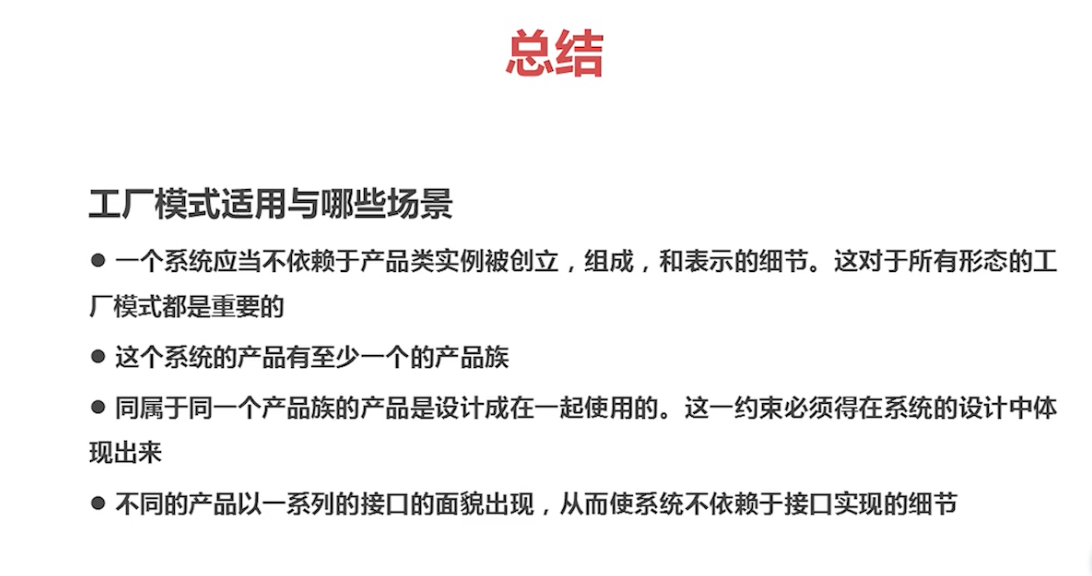 总结
工厂模式适用与哪些场景
● 一个系统应当不依赖于产品类实例被创立，组成，和表示的细节。这对于所有形态的工
厂模式都是重要的
● 这个系统的产品有至少一个的产品族
● 同属于同一个产品族的产品是设计成在一起使用的。这一约束必须得在系统的设计中体
现出来
● 不同的产品以一系列的接口的面貌出现，从而使系统不依赖于接口实现的细节